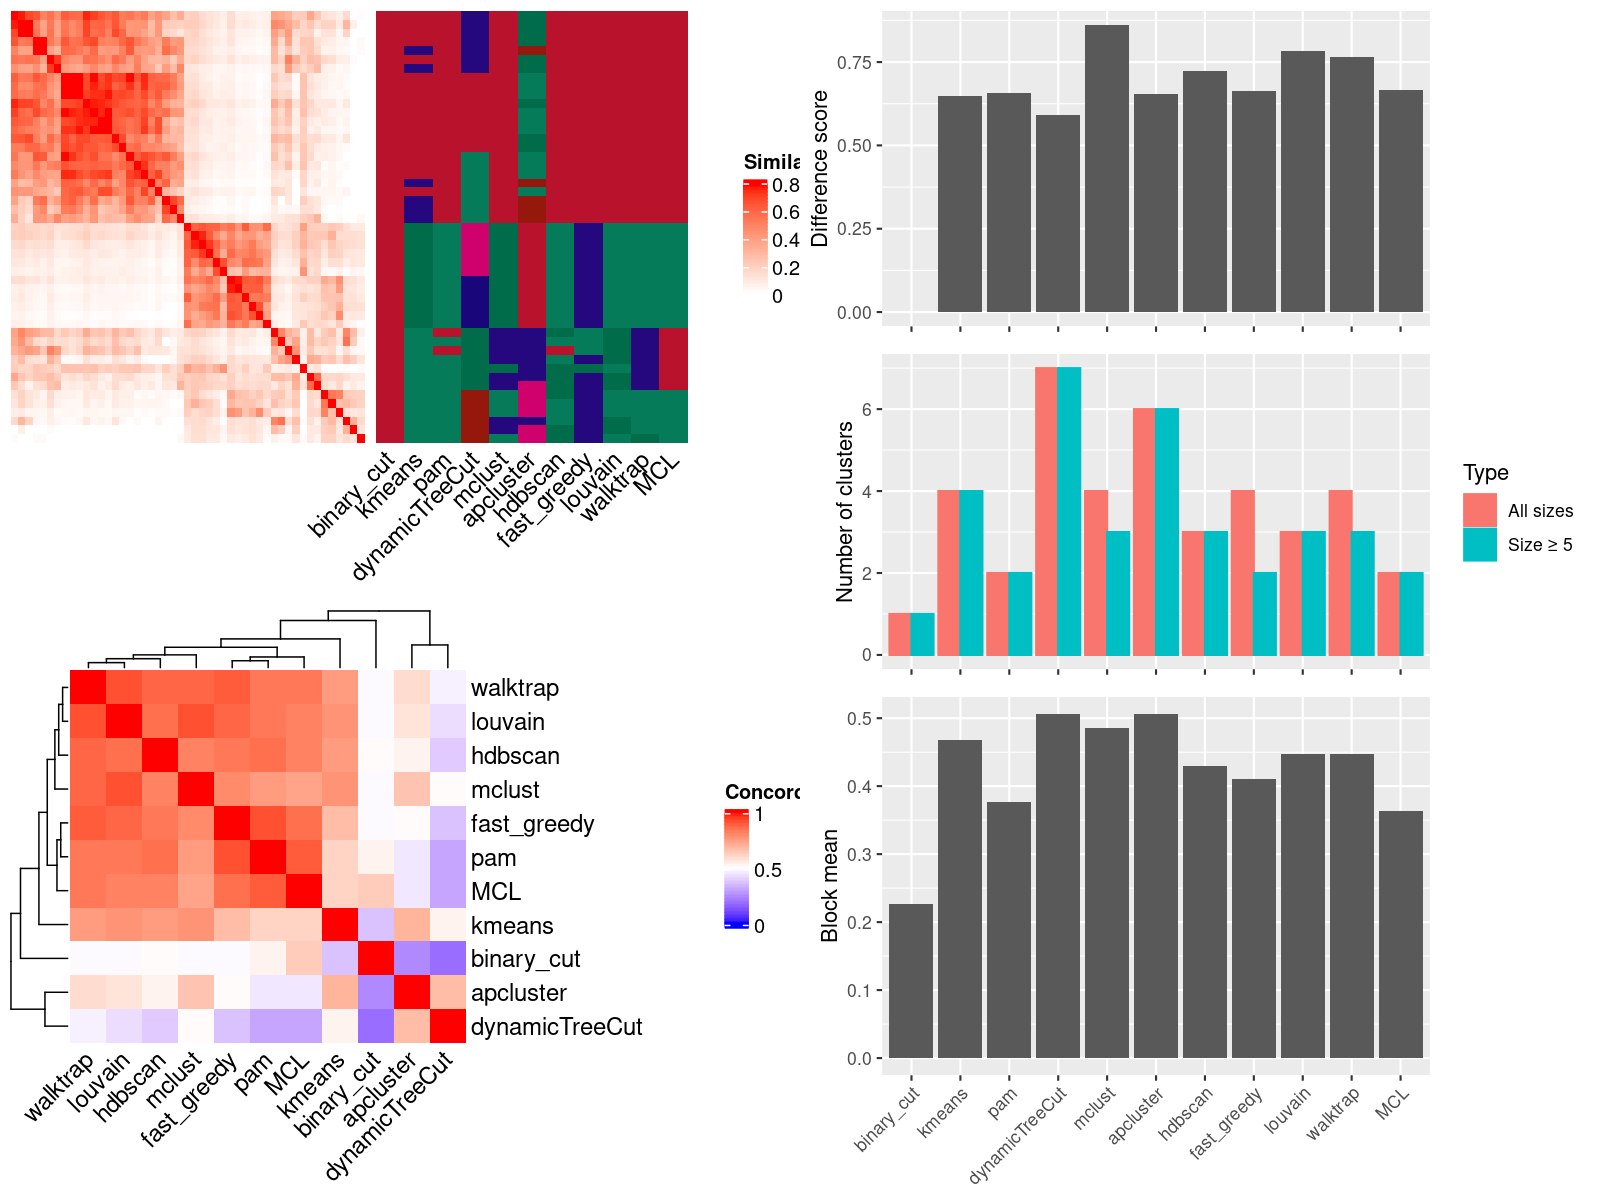 Simila
0.8
0.6
0.4
0.2
0
binary_cut
kmeans
pam
dynamicTreeCut
mclust
apcluster
hdbscan
fast_greedy
louvain
walktrap
MCL
Difference score
0.75
0.50
0.25
0.00
Number of clusters
6
4
2
0
Type
All sizes
Size ≥ 5
walktrap
louvain
hdbscan
mclust
fast_greedy
pam
MCL
kmeans
binary_cut
apcluster
dynamicTreeCut
walktrap
louvain
hdbscan
mclust
fast_greedy
pam
MCL
kmeans
binary_cut
apcluster
dynamicTreeCut
Concord
1
0.5
0
Block mean
0.5
0.4
0.3
0.2
0.1
0.0
binary_cut
kmeans
pam
dynamicTreeCut
mclust
apcluster
hdbscan
fast_greedy
louvain
walktrap
MCL